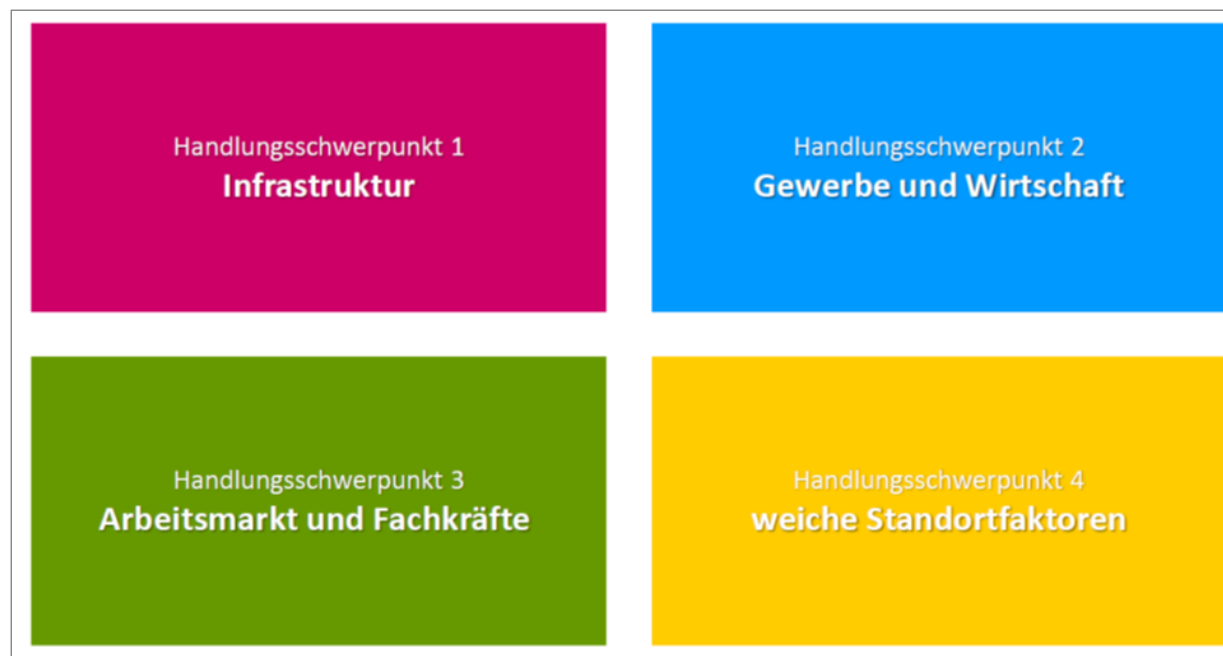 Handlungsschwerpunkt 1
Infrastruktur
Handlungsschwerpunkt 2
Gewerbe und Wirtschaft
Handlungsschwerpunkt 3
Arbeitsmarkt und Fachkräfte
Handlungsschwerpunkt 4
weiche Standortfaktoren